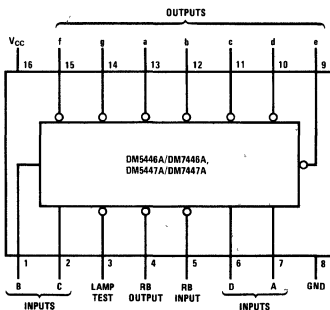 OUTPUTS
VCC f g a b c d e
16 15 14 13 12 11 10 9
DM5446A/DM7446A,
DM5447A/DM7447A
1 2 3 4 5 6 7 8
B C LAMP TEST RB OUTPUT RB INPUT D A GND
INPUTS INPUTS